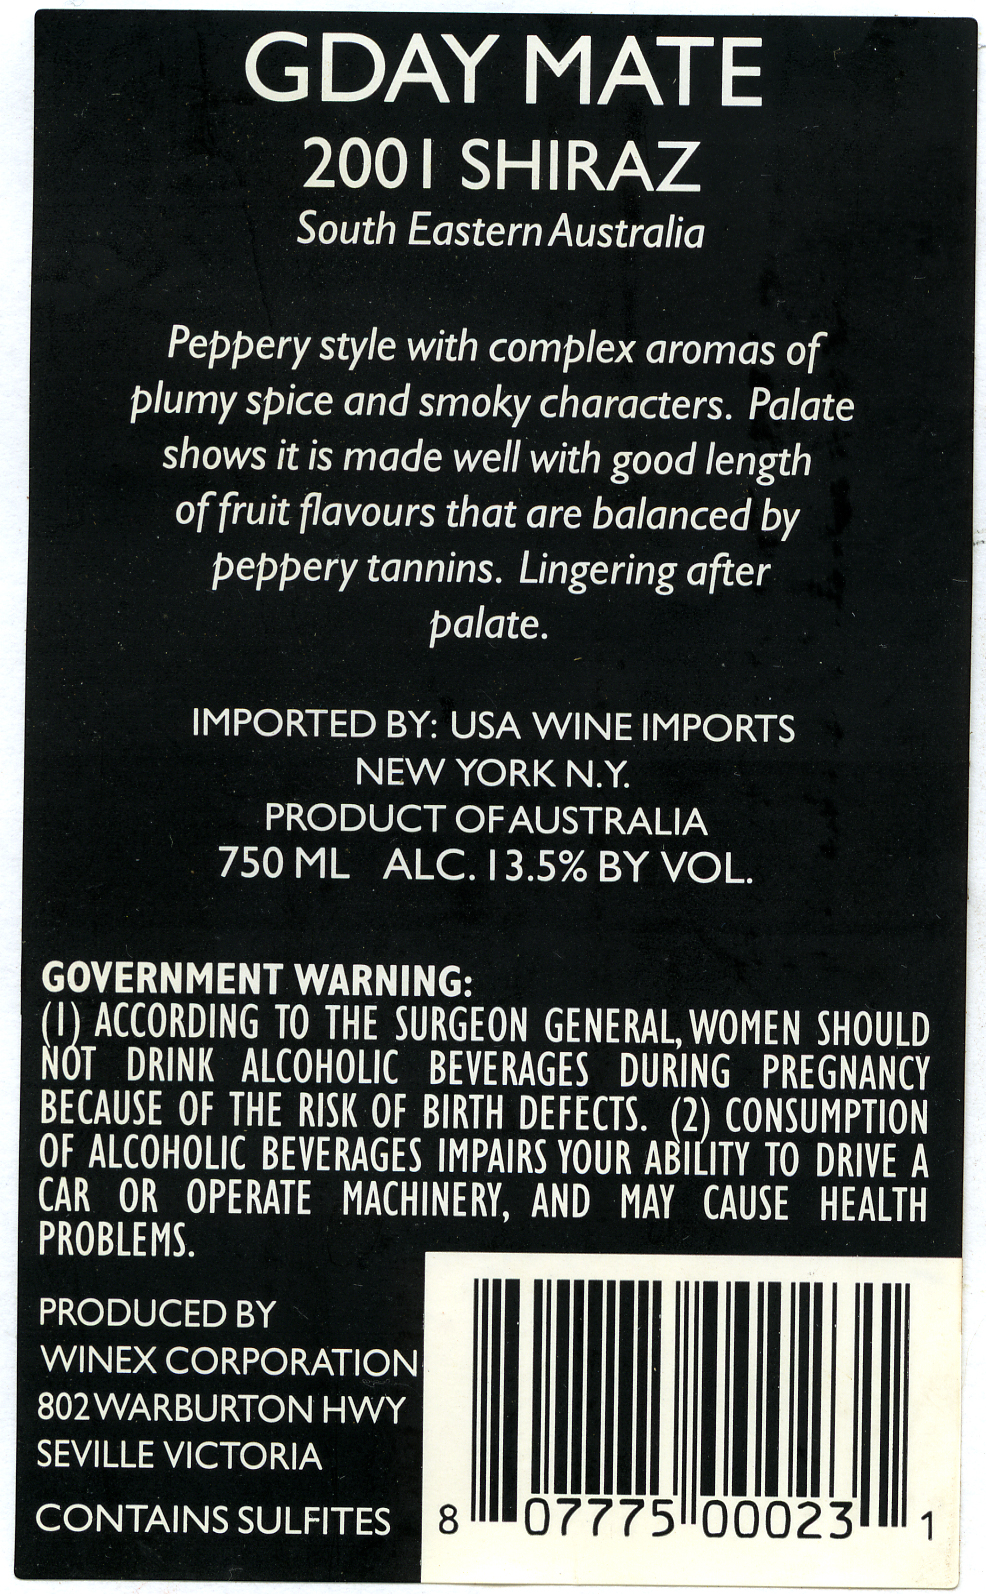 GDAY MATE
2001 SHIRAZ
South Eastern Australia
Peppery style with complex aromas of
plumy spice and smoky characters. Palate
shows it is made well with good length
of fruit flavours that are balanced by
peppery tannins. Lingering after
palate.
IMPORTED BY: USA WINE IMPORTS
NEW YORK N.Y.
PRODUCT OF AUSTRALIA
750 ML ALC. 13.5% BY VOL.
GOVERNMENT WARNING:
(1) ACCORDING TO THE SURGEON GENERAL, WOMEN SHOULD
NOT DRINK ALCOHOLIC BEVERAGES DURING PREGNANCY
BECAUSE OF THE RISK OF BIRTH DEFECTS. (2) CONSUMPTION
OF ALCOHOLIC BEVERAGES IMPAIRS YOUR ABILITY TO DRIVE A
CAR OR OPERATE MACHINERY, AND MAY CAUSE HEALTH
PROBLEMS.
PRODUCED BY
WINEX CORPORATION
802 WARBURTON HWY
SEVILLE VICTORIA
CONTAINS SULFITES
8 07775 00023 1